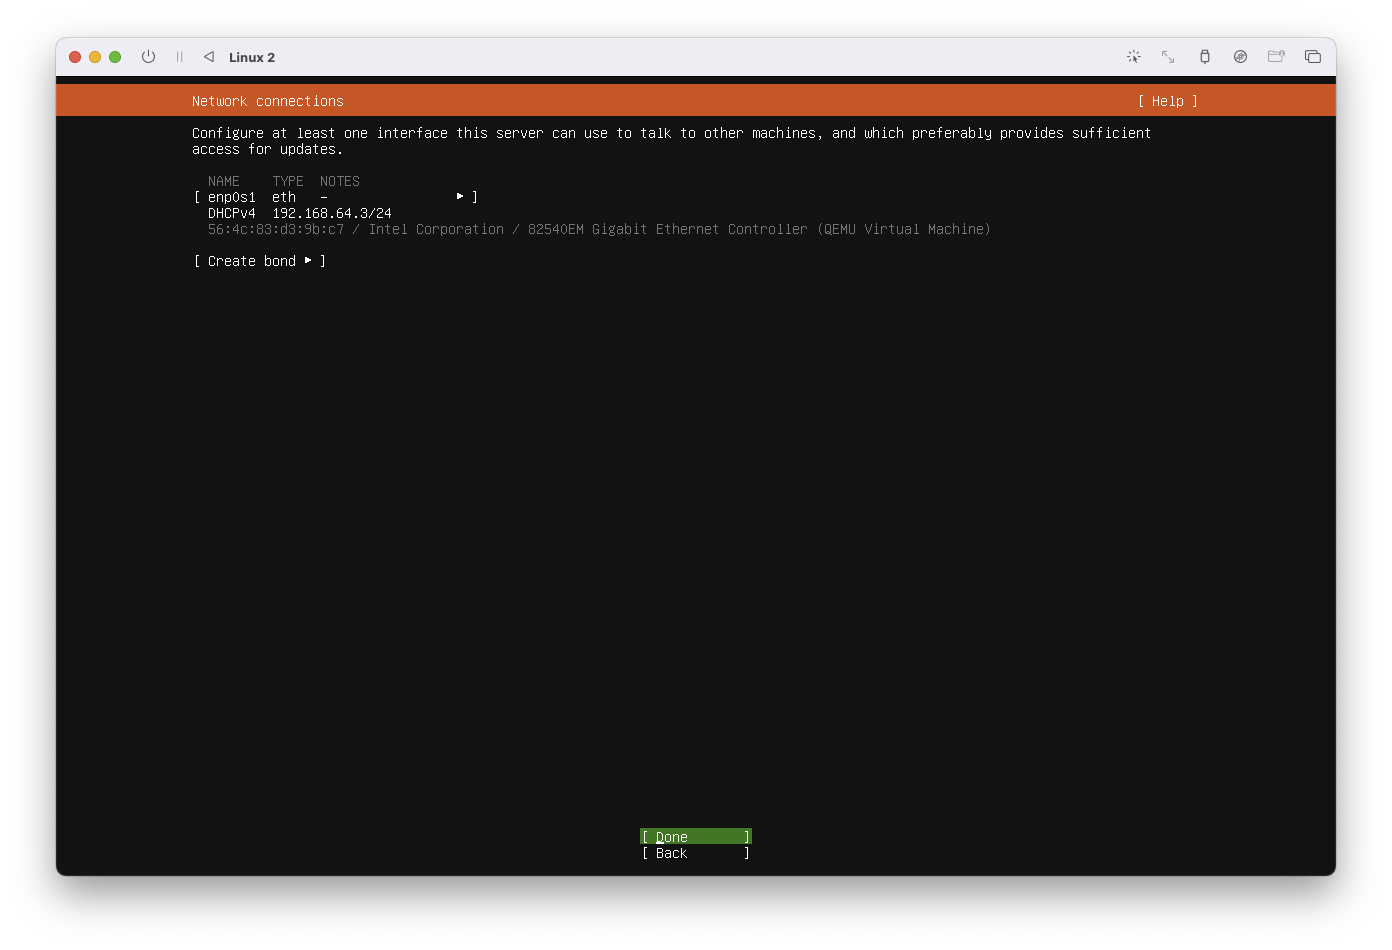 Linux 2
Network connections [ Help ]
Configure at least one interface this server can use to talk to other machines, and which preferably provides sufficient
access for updates.
NAME TYPE NOTES
[ enp0s1 eth - ▸ ]
DHCPv4 192.168.64.3/24
56:4c:83:d3:9b:c7 / Intel Corporation / 82540EM Gigabit Ethernet Controller (QEMU Virtual Machine)
[ Create bond ▸ ]
[ Done ]
[ Back ]